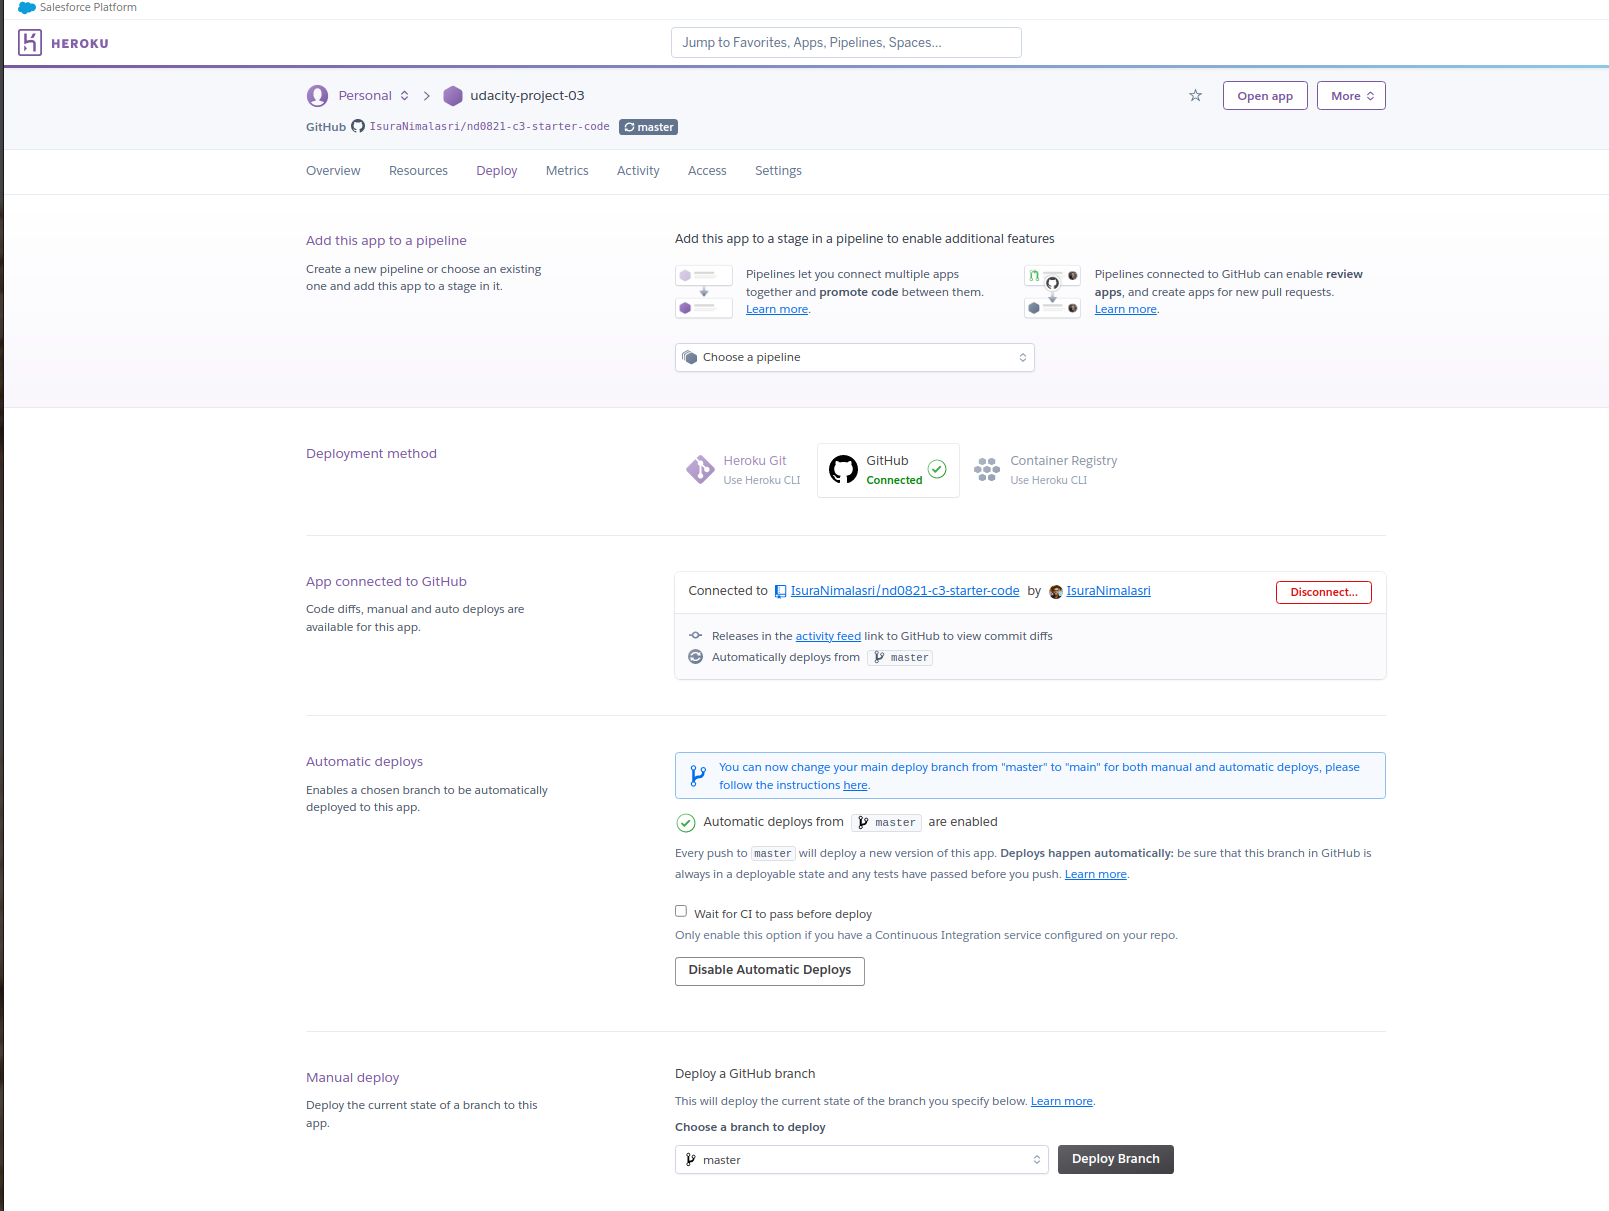 Salesforce Platform
HEROKU
Jump to Favorites, Apps, Pipelines, Spaces...
Personal
udacity-project-03
Open app
More
GitHub IsuraNimalasri/nd0821-c3-starter-code master
Overview Resources Deploy Metrics Activity Access Settings
Add this app to a pipeline
Create a new pipeline or choose an existing
one and add this app to a stage in it.
Add this app to a stage in a pipeline to enable additional features
Pipelines let you connect multiple apps
together and promote code between them.
Learn more.
Pipelines connected to GitHub can enable review
apps, and create apps for new pull requests.
Learn more.
Choose a pipeline
Deployment method
Heroku Git
Use Heroku CLI
GitHub
Connected
Container Registry
Use Heroku CLI
App connected to GitHub
Code diffs, manual and auto deploys are
available for this app.
Connected to IsuraNimalasri/nd0821-c3-starter-code by IsuraNimalasri
Disconnect...
Releases in the activity feed link to GitHub to view commit diffs
Automatically deploys from master
Automatic deploys
Enables a chosen branch to be automatically
deployed to this app.
You can now change your main deploy branch from "master" to "main" for both manual and automatic deploys, please
follow the instructions here.
Automatic deploys from master are enabled
Every push to master will deploy a new version of this app. Deploys happen automatically: be sure that this branch in GitHub is
always in a deployable state and any tests have passed before you push. Learn more.
Wait for CI to pass before deploy
Only enable this option if you have a Continuous Integration service configured on your repo.
Disable Automatic Deploys
Manual deploy
Deploy the current state of a branch to this
app.
Deploy a GitHub branch
This will deploy the current state of the branch you specify below. Learn more.
Choose a branch to deploy
master
Deploy Branch